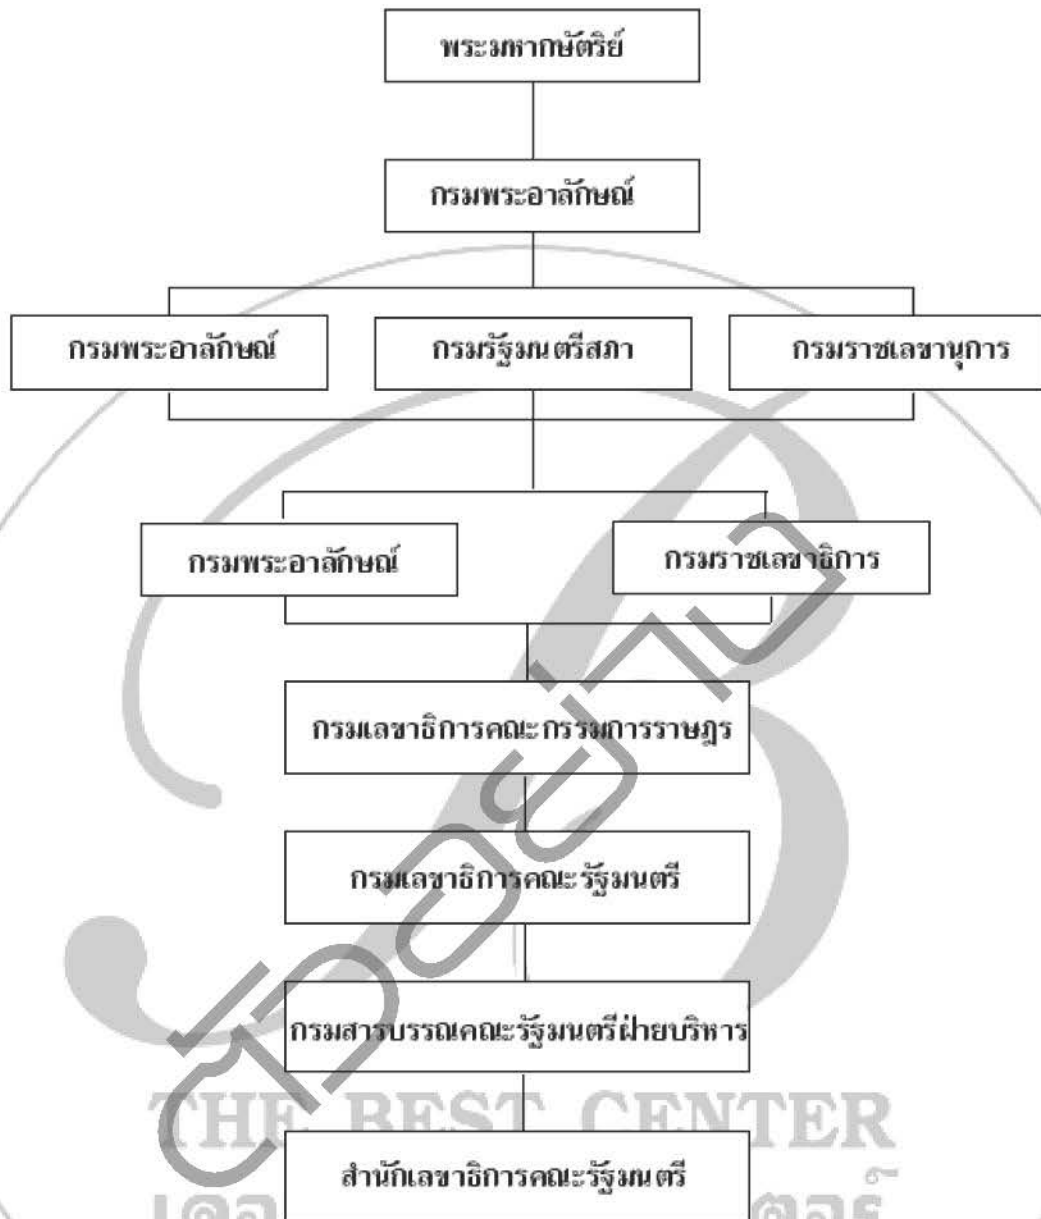 พระมหากษัตริย์
กรมพระอาลักษณ์
กรมพระอาลักษณ์ กรมรัฐมนตรีสภา กรมราชเลขานุการ
กรมพระอาลักษณ์ กรมราชเลขาธิการ
กรมเลขาธิการคณะกรรมการราษฎร
กรมเลขาธิการคณะรัฐมนตรี
กรมสารบรรณคณะรัฐมนตรีฝ่ายบริหาร
สำนักเลขาธิการคณะรัฐมนตรี
ตัวอย่าง
THE BEST CENTER